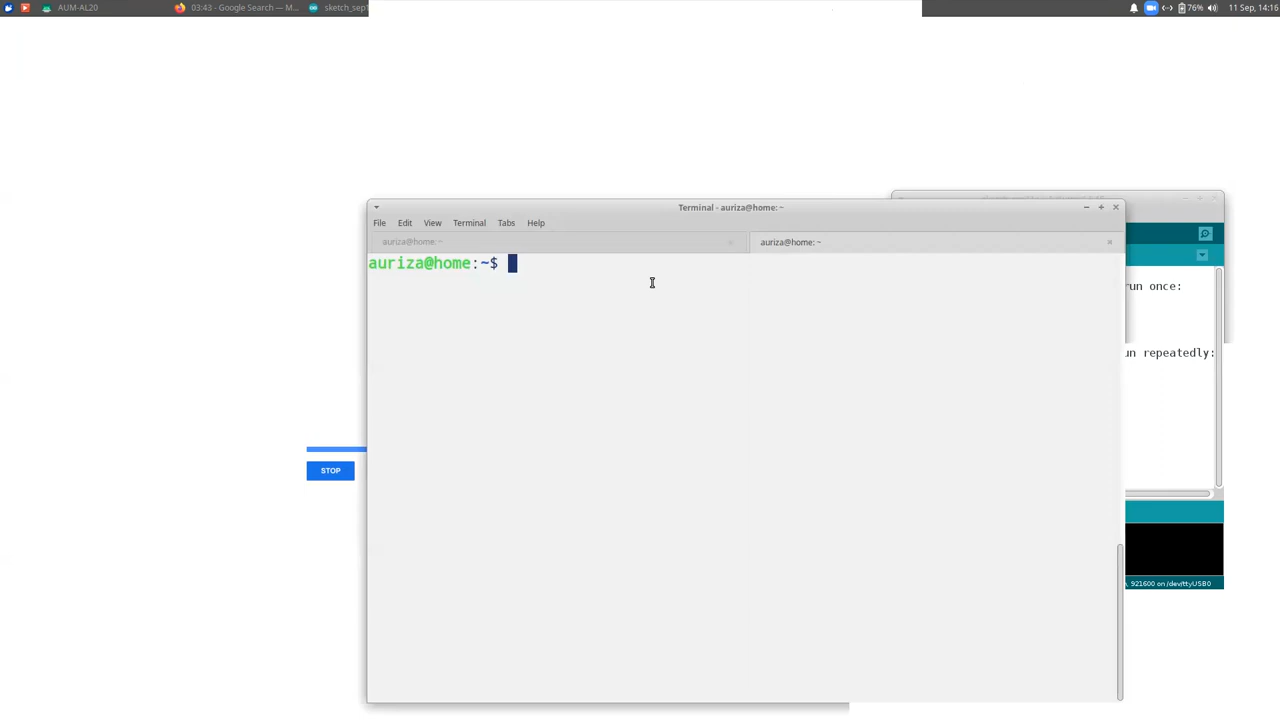 AUM-AL20 03:43 - Google Search — M... sketch_sep1 76% 11 Sep, 14:16
Terminal - auriza@home: ~
File Edit View Terminal Tabs Help
auriza@home: ~ auriza@home: ~
auriza@home:~$
run once:
un repeatedly:
STOP
, 921600 on /dev/ttyUSB0